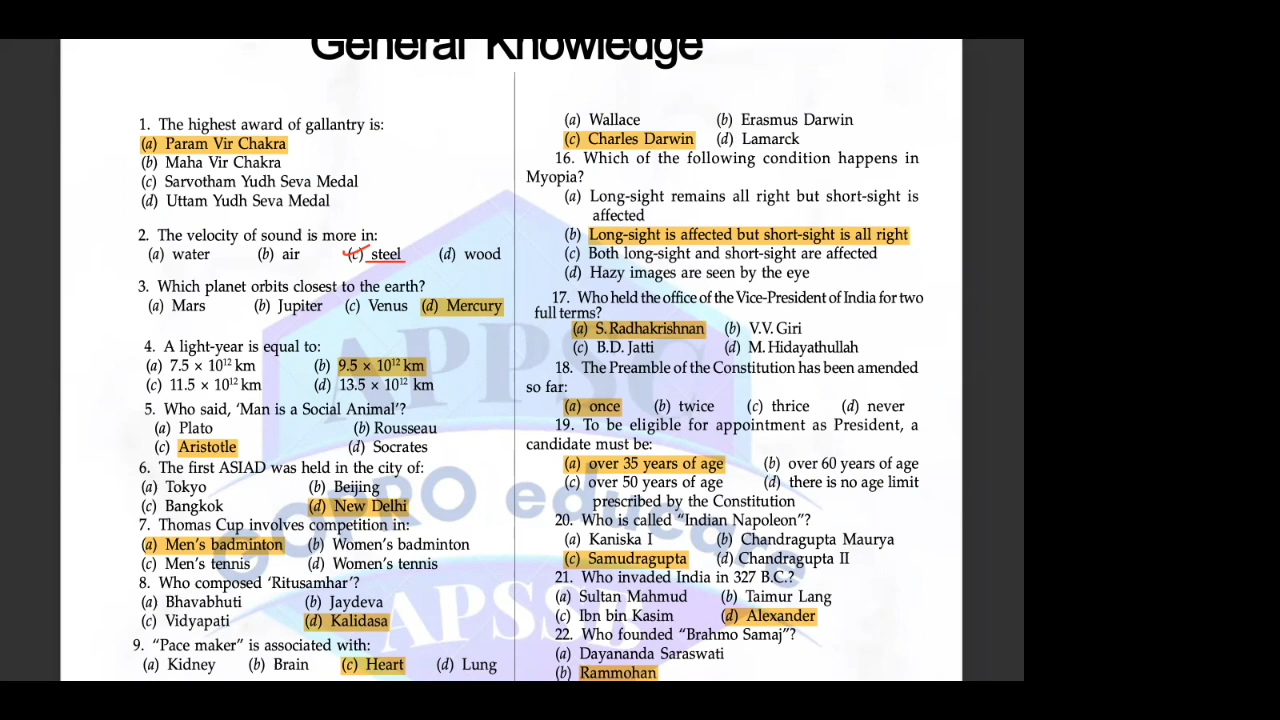 General Knowledge
1. The highest award of gallantry is:
(a) Param Vir Chakra
(b) Maha Vir Chakra
(c) Sarvotham Yudh Seva Medal
(d) Uttam Yudh Seva Medal
2. The velocity of sound is more in:
(a) water (b) air (c) steel (d) wood
3. Which planet orbits closest to the earth?
(a) Mars (b) Jupiter (c) Venus (d) Mercury
4. A light-year is equal to:
(a) 7.5 × 10¹² km (b) 9.5 × 10¹² km
(c) 11.5 × 10¹² km (d) 13.5 × 10¹² km
5. Who said, ‘Man is a Social Animal’?
(a) Plato (b) Rousseau
(c) Aristotle (d) Socrates
6. The first ASIAD was held in the city of:
(a) Tokyo (b) Beijing
(c) Bangkok (d) New Delhi
7. Thomas Cup involves competition in:
(a) Men’s badminton (b) Women’s badminton
(c) Men’s tennis (d) Women’s tennis
8. Who composed ‘Ritusamhar’?
(a) Bhavabhuti (b) Jaydeva
(c) Vidyapati (d) Kalidasa
9. “Pace maker” is associated with:
(a) Kidney (b) Brain (c) Heart (d) Lung
(a) Wallace (b) Erasmus Darwin
(c) Charles Darwin (d) Lamarck
16. Which of the following condition happens in
Myopia?
(a) Long-sight remains all right but short-sight is
affected
(b) Long-sight is affected but short-sight is all right
(c) Both long-sight and short-sight are affected
(d) Hazy images are seen by the eye
17. Who held the office of the Vice-President of India for two
full terms?
(a) S. Radhakrishnan (b) V.V. Giri
(c) B.D. Jatti (d) M. Hidayathullah
18. The Preamble of the Constitution has been amended
so far:
(a) once (b) twice (c) thrice (d) never
19. To be eligible for appointment as President, a
candidate must be:
(a) over 35 years of age (b) over 60 years of age
(c) over 50 years of age (d) there is no age limit
prescribed by the Constitution
20. Who is called “Indian Napoleon”?
(a) Kaniska I (b) Chandragupta Maurya
(c) Samudragupta (d) Chandragupta II
21. Who invaded India in 327 B.C.?
(a) Sultan Mahmud (b) Taimur Lang
(c) Ibn bin Kasim (d) Alexander
22. Who founded “Brahmo Samaj”?
(a) Dayananda Saraswati
(b) Rammohan
APPSC
GOPRO educare
APSSB